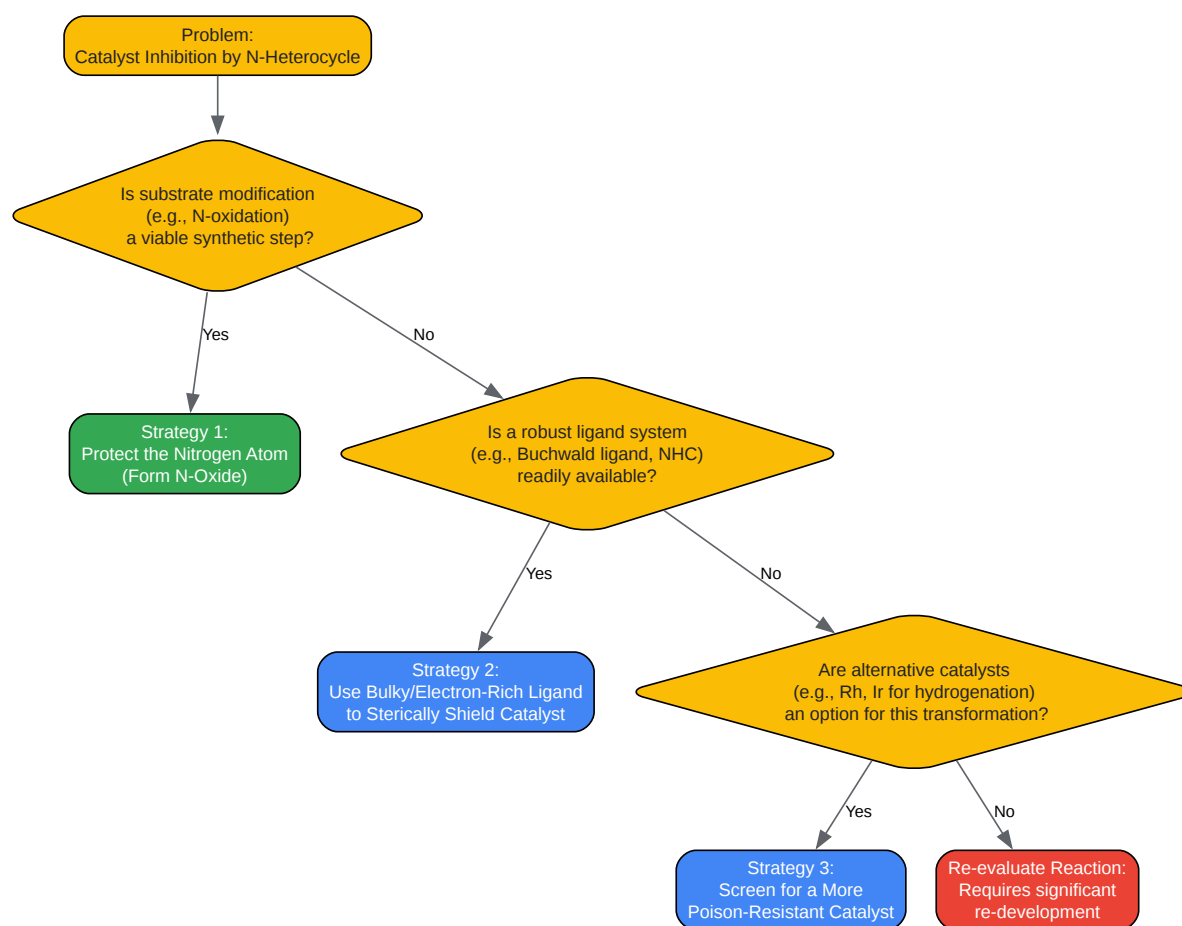 Problem:
Catalyst Inhibition by N-Heterocycle
Is substrate modification
(e.g., N-oxidation)
a viable synthetic step?
Yes
No
Strategy 1:
Protect the Nitrogen Atom
(Form N-Oxide)
Is a robust ligand system
(e.g., Buchwald ligand, NHC)
readily available?
Yes
No
Strategy 2:
Use Bulky/Electron-Rich Ligand
to Sterically Shield Catalyst
Are alternative catalysts
(e.g., Rh, Ir for hydrogenation)
an option for this transformation?
Yes
No
Strategy 3:
Screen for a More
Poison-Resistant Catalyst
Re-evaluate Reaction:
Requires significant
re-development